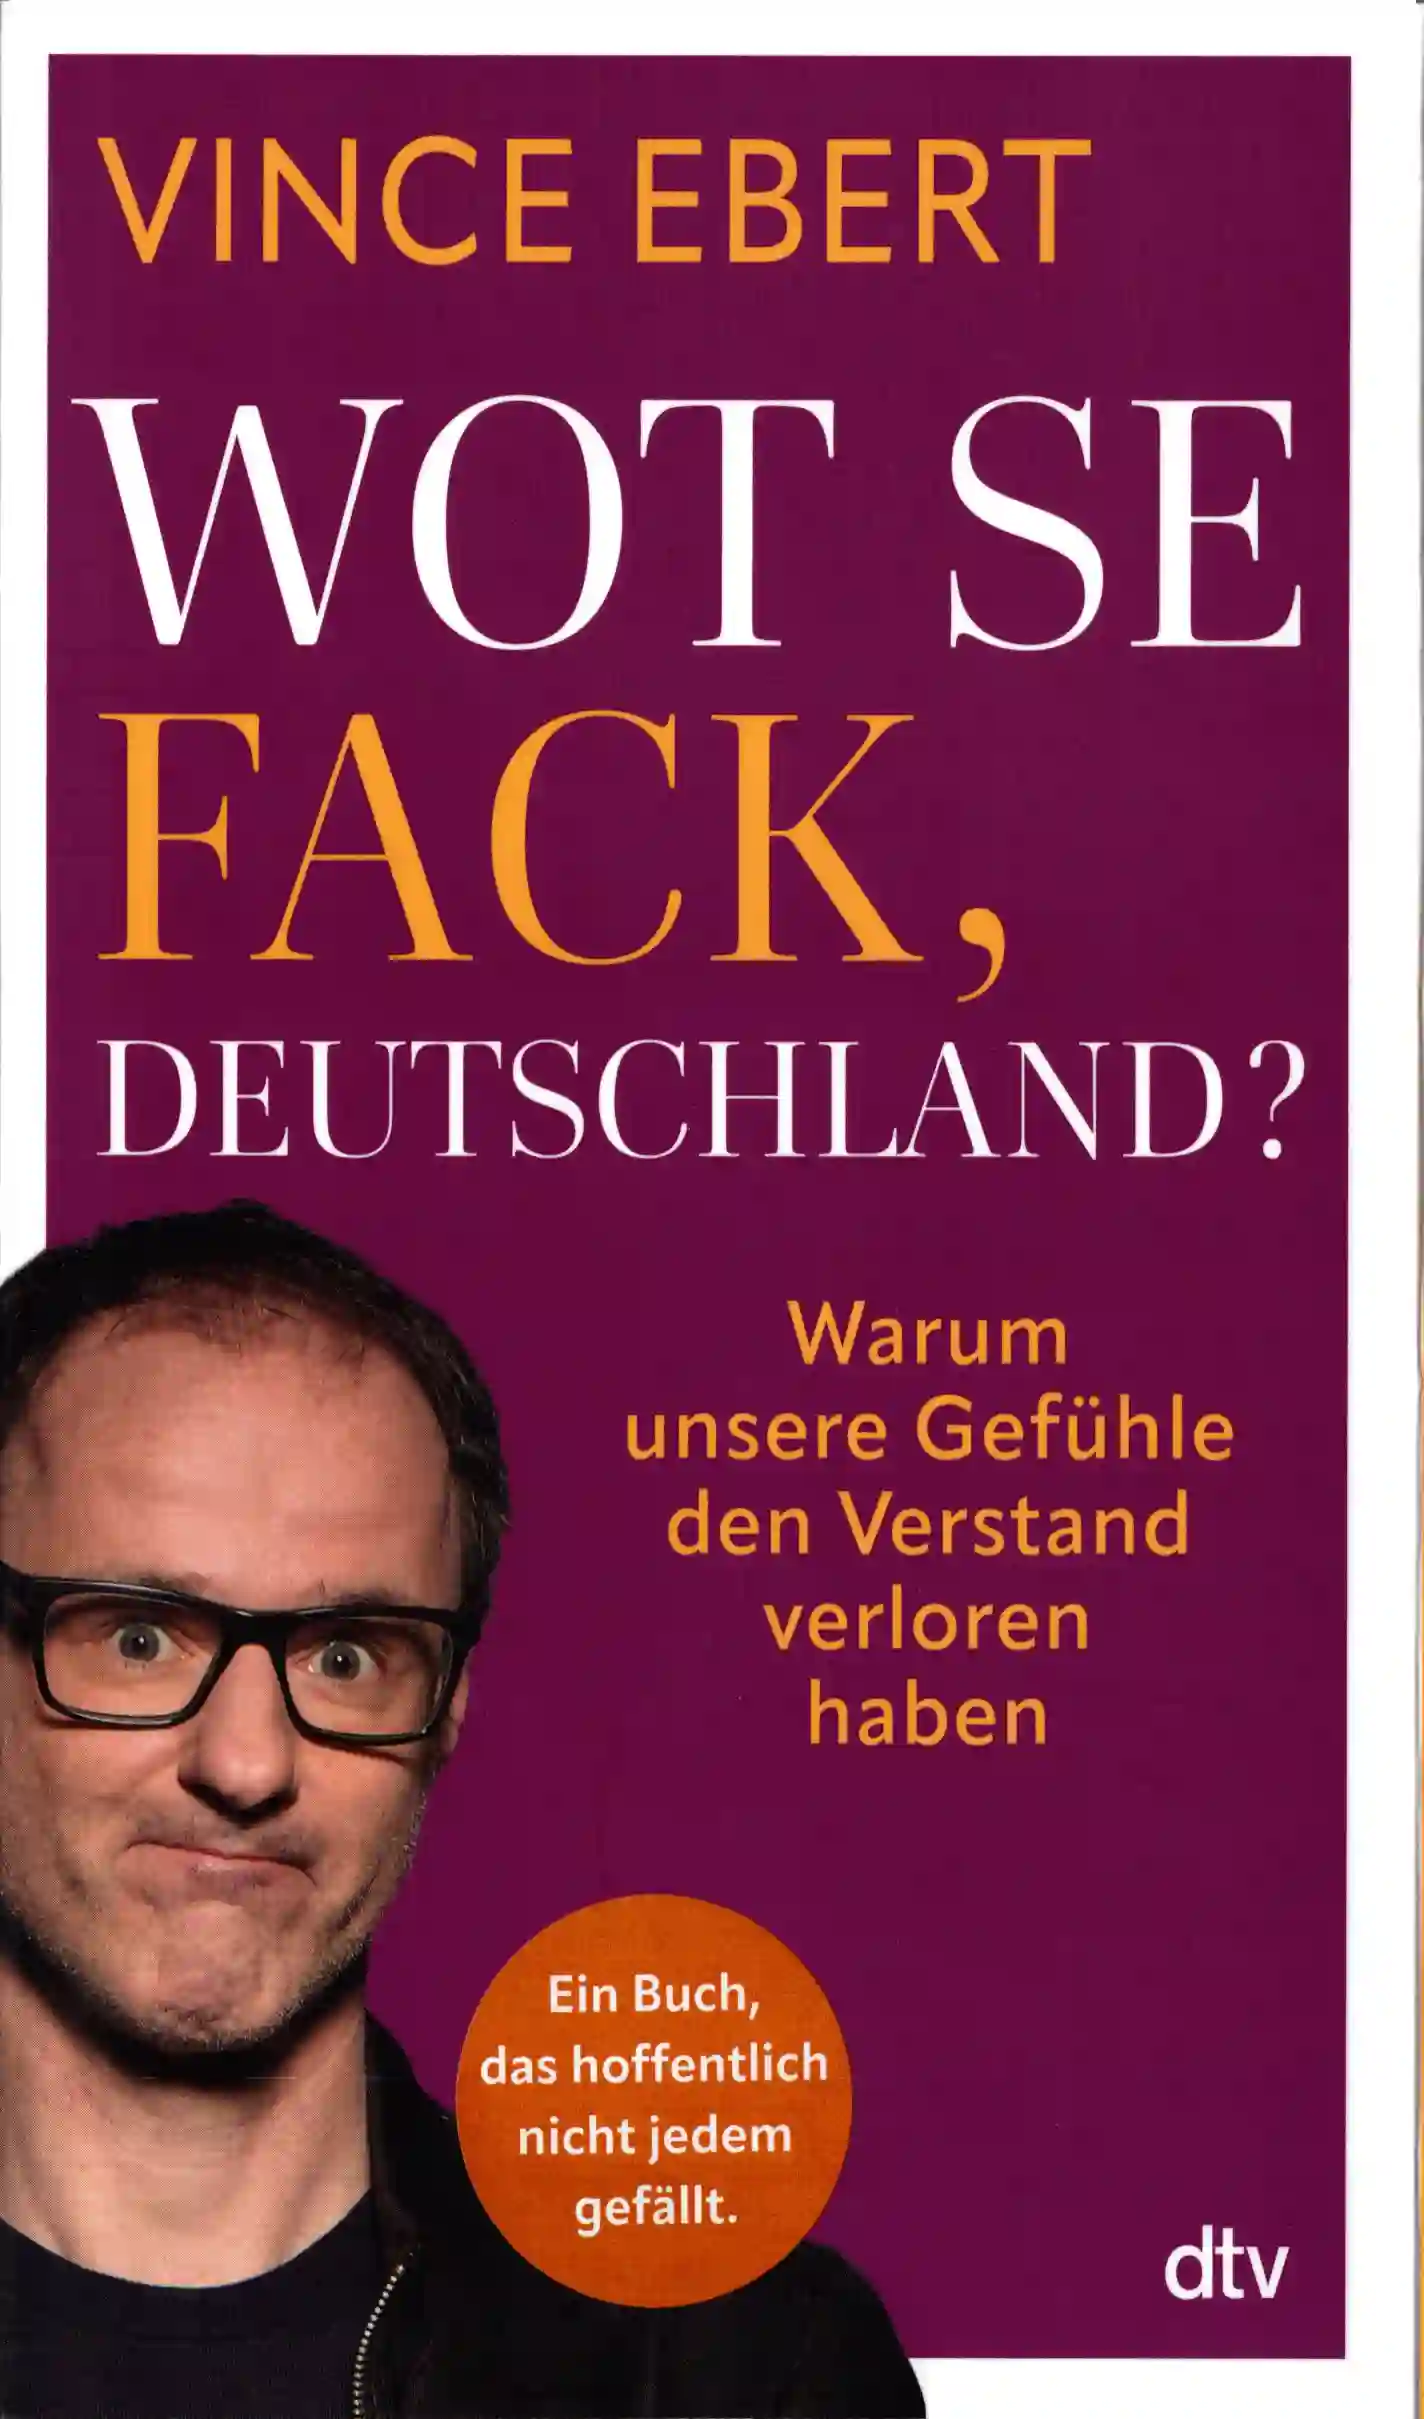 VINCE EBERT
WOT SE
FACK,
DEUTSCHLAND?
Warum
unsere Gefühle
den Verstand
verloren
haben
Ein Buch,
das hoffentlich
nicht jedem
gefällt.
dtv